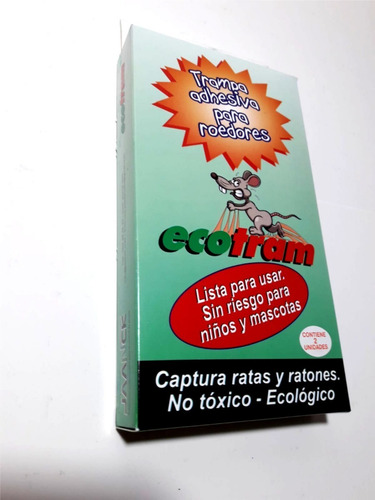 Trampa
adhesiva
para
roedores
ecotram
Lista para usar.
Sin riesgo para
niños y mascotas
CONTIENE
2
UNIDADES
Captura ratas y ratones.
No tóxico - Ecológico
ecotram